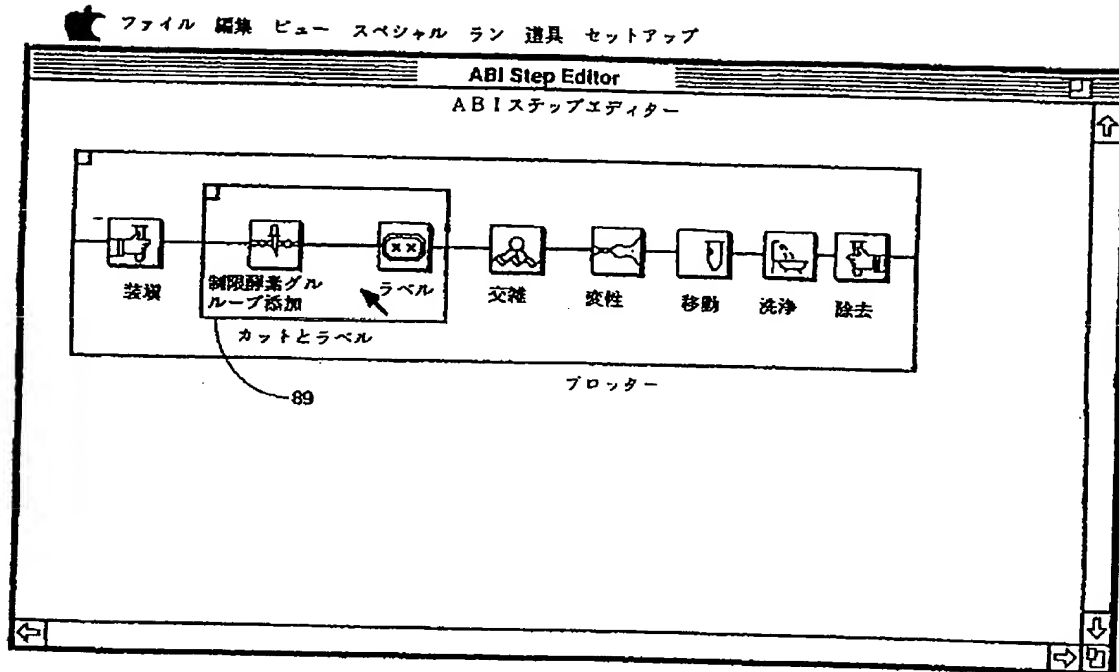 ファイル 編集 ビュー スペシャル ラン 道具 セットアップ
ABI Step Editor
ABIステップエディター
装填
制限酵素グル
ループ添加
ラベル
交雑
変性
移動
洗浄
除去
カットとラベル
ブロッター
89